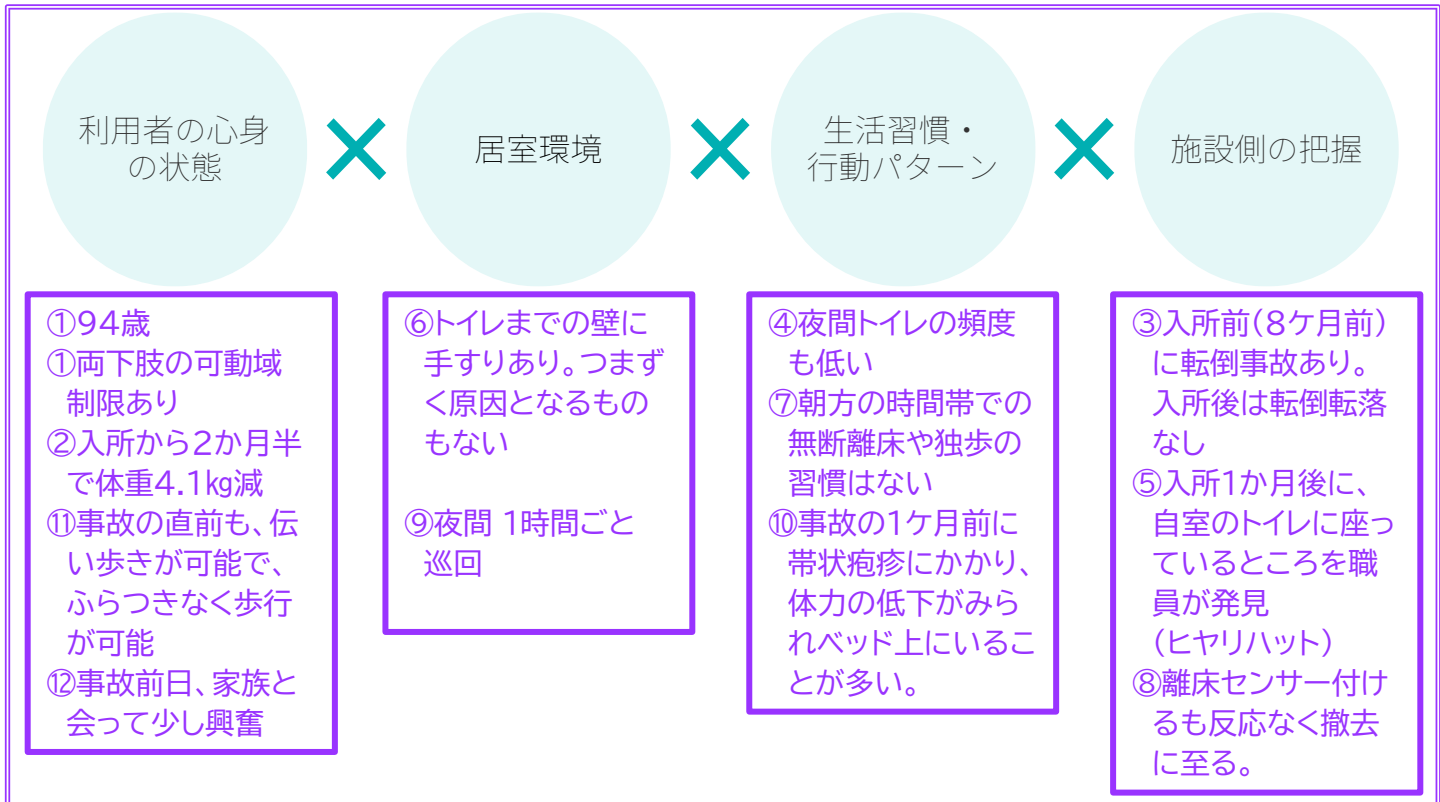 利用者の心身
の状態
居室環境
生活習慣・
行動パターン
施設側の把握
①94歳
①両下肢の可動域
制限あり
②入所から2か月半
で体重4.1kg減
⑪事故の直前も、伝
い歩きが可能で、
ふらつきなく歩行
が可能
⑫事故前日、家族と
会って少し興奮
⑥トイレまでの壁に
手すりあり。つまず
く原因となるもの
もない
⑨夜間 1時間ごと
巡回
④夜間トイレの頻度
も低い
⑦朝方の時間帯での
無断離床や独歩の
習慣はない
⑩事故の1ケ月前に
帯状疱疹にかかり、
体力の低下がみら
れベッド上にいるこ
とが多い。
③入所前(8ケ月前)
に転倒事故あり。
入所後は転倒転落
なし
⑤入所1か月後に、
自室のトイレに座っ
ているところを職
員が発見
(ヒヤリハット)
⑧離床センサー付け
るも反応なく撤去
に至る。